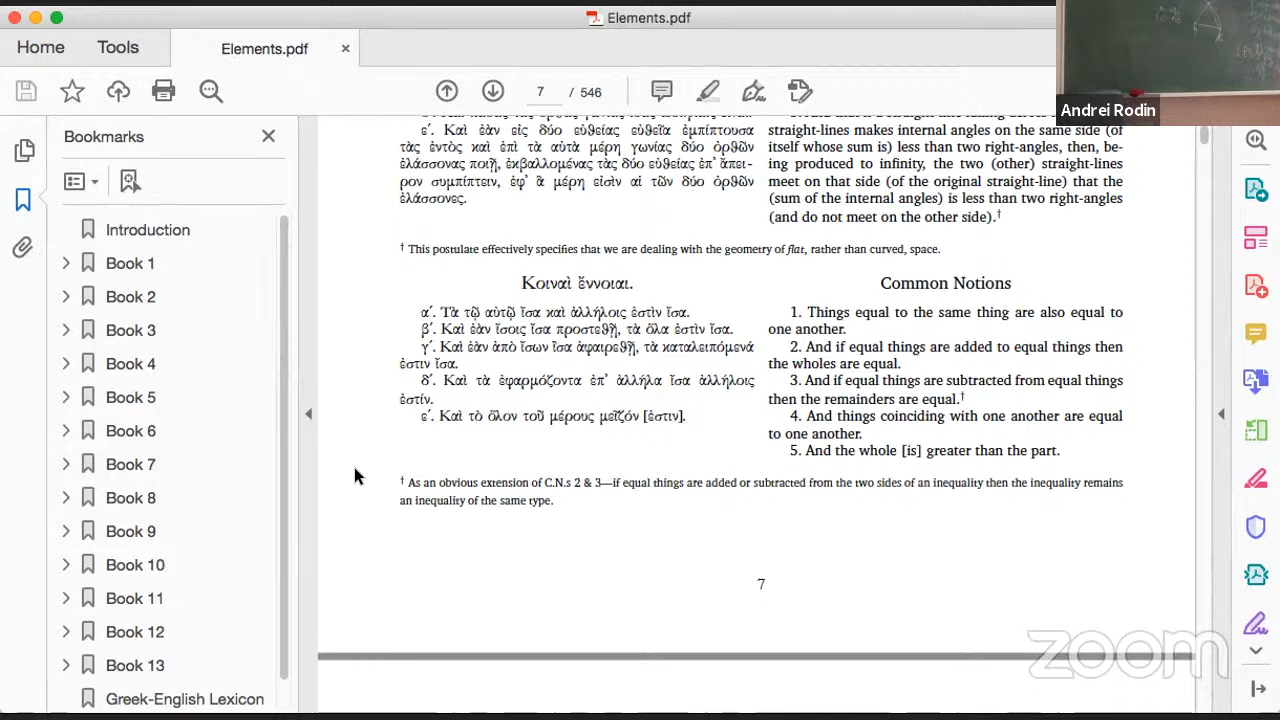 Elements.pdf
Home
Tools
Elements.pdf
7 / 546
Andrei Rodin
Bookmarks
Introduction
Book 1
Book 2
Book 3
Book 4
Book 5
Book 6
Book 7
Book 8
Book 9
Book 10
Book 11
Book 12
Book 13
Greek-English Lexicon
εʹ. Καὶ ἐὰν εἰς δύο εὐθείας εὐθεῖα ἐμπίπτουσα
τὰς ἐντὸς καὶ ἐπὶ τὰ αὐτὰ μέρη γωνίας δύο ὀρθῶν
ἐλάσσονας ποιῇ, ἐκβαλλομένας τὰς δύο εὐθείας ἐπ᾿ ἄπει-
ρον συμπίπτειν, ἐφ᾿ ἃ μέρη εἰσὶν αἱ τῶν δύο ὀρθῶν
ἐλάσσονες.
straight-lines makes internal angles on the same side (of
itself whose sum is) less than two right-angles, then, be-
ing produced to infinity, the two (other) straight-lines
meet on that side (of the original straight-line) that the
(sum of the internal angles) is less than two right-angles
(and do not meet on the other side).†
† This postulate effectively specifies that we are dealing with the geometry of flat, rather than curved, space.
Κοιναὶ ἔννοιαι.
αʹ. Τὰ τῷ αὐτῷ ἴσα καὶ ἀλλήλοις ἐστὶν ἴσα.
βʹ. Καὶ ἐὰν ἴσοις ἴσα προστεθῇ, τὰ ὅλα ἐστὶν ἴσα.
γʹ. Καὶ ἐὰν ἀπὸ ἴσων ἴσα ἀφαιρεθῇ, τὰ καταλειπόμενά
ἐστιν ἴσα.
δʹ. Καὶ τὰ ἐφαρμόζοντα ἐπ᾿ ἀλλήλα ἴσα ἀλλήλοις
ἐστίν.
εʹ. Καὶ τὸ ὅλον τοῦ μέρους μεῖζόν [ἐστιν].
Common Notions
1. Things equal to the same thing are also equal to
one another.
2. And if equal things are added to equal things then
the wholes are equal.
3. And if equal things are subtracted from equal things
then the remainders are equal.†
4. And things coinciding with one another are equal
to one another.
5. And the whole [is] greater than the part.
† As an obvious extension of C.N.s 2 & 3—if equal things are added or subtracted from the two sides of an inequality then the inequality remains
an inequality of the same type.
7
zoom